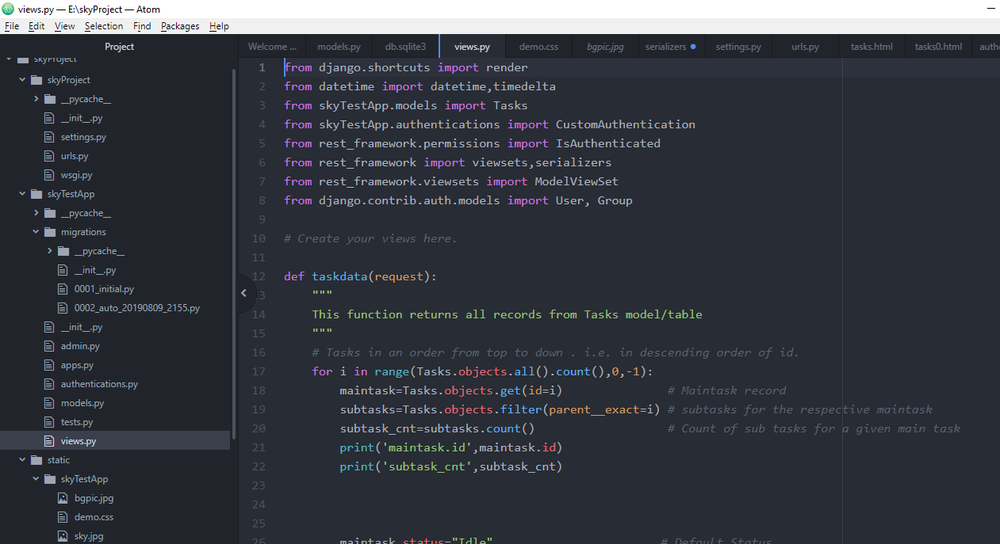 views.py — E:\skyProject — Atom
File Edit View Selection Find Packages Help
Project
Welcome ... models.py db.sqlite3 views.py demo.css bgpic.jpg serializers settings.py urls.py tasks.html tasks0.html auth
skyProject
skyProject
__pycache__
__init__.py
settings.py
urls.py
wsgi.py
skyTestApp
__pycache__
migrations
__pycache__
__init__.py
0001_initial.py
0002_auto_20190809_2155.py
__init__.py
admin.py
apps.py
authentications.py
models.py
tests.py
views.py
static
skyTestApp
bgpic.jpg
demo.css
sky.jpg
1 from django.shortcuts import render
2 from datetime import datetime,timedelta
3 from skyTestApp.models import Tasks
4 from skyTestApp.authentications import CustomAuthentication
5 from rest_framework.permissions import IsAuthenticated
6 from rest_framework import viewsets,serializers
7 from rest_framework.viewsets import ModelViewSet
8 from django.contrib.auth.models import User, Group
9
10 # Create your views here.
11
12 def taskdata(request):
13 """
14 This function returns all records from Tasks model/table
15 """
16 # Tasks in an order from top to down . i.e. in descending order of id.
17 for i in range(Tasks.objects.all().count(),0,-1):
18 maintask=Tasks.objects.get(id=i) # Maintask record
19 subtasks=Tasks.objects.filter(parent__exact=i) # subtasks for the respective maintask
20 subtask_cnt=subtasks.count() # Count of sub tasks for a given main task
21 print('maintask.id',maintask.id)
22 print('subtask_cnt',subtask_cnt)
23
24
25
26 maintask.status="Idle" # Default Status